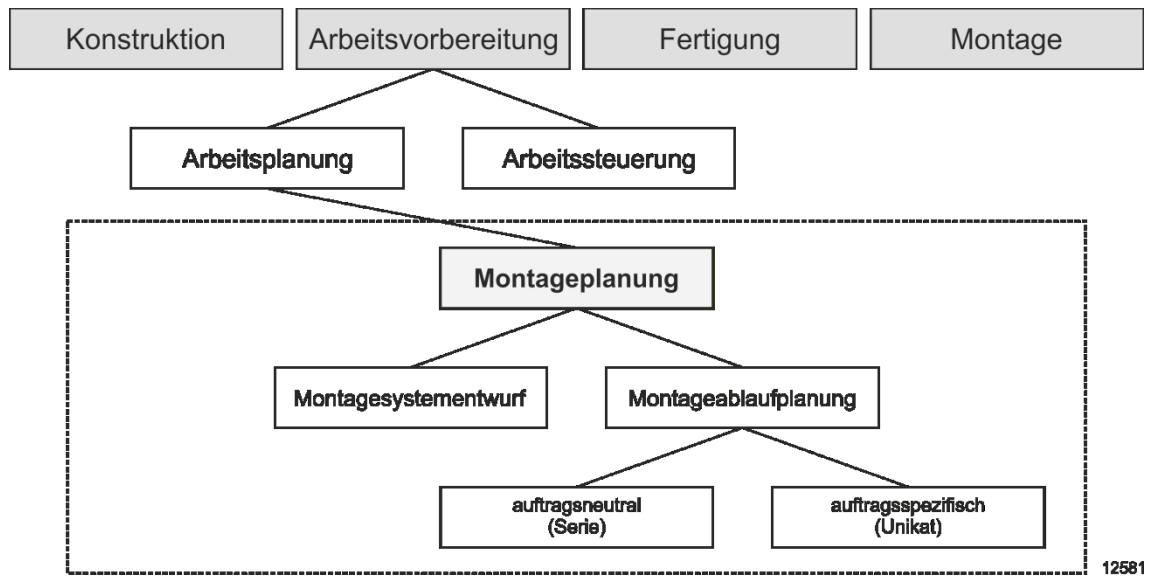 Konstruktion
Arbeitsvorbereitung
Fertigung
Montage
Arbeitsplanung
Arbeitssteuerung
Montageplanung
Montagesystementwurf
Montageablaufplanung
auftragsneutral
(Serie)
auftragsspezifisch
(Unikat)
12581